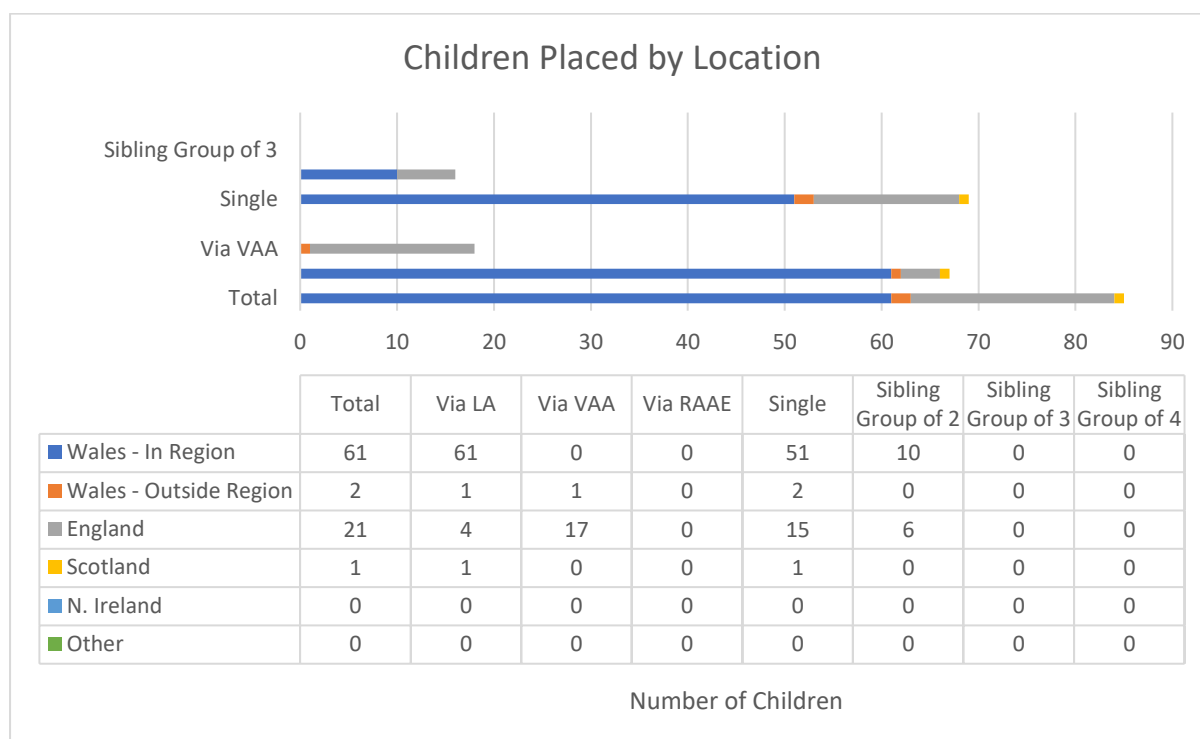 Children Placed by Location
Sibling Group of 3
Single
Via VAA
Total
0 10 20 30 40 50 60 70 80 90
Total Via LA Via VAA Via RAAE Single Sibling Group of 2 Sibling Group of 3 Sibling Group of 4
Wales - In Region 61 61 0 0 51 10 0 0
Wales - Outside Region 2 1 1 0 2 0 0 0
England 21 4 17 0 15 6 0 0
Scotland 1 1 0 0 1 0 0 0
N. Ireland 0 0 0 0 0 0 0 0
Other 0 0 0 0 0 0 0 0
Number of Children